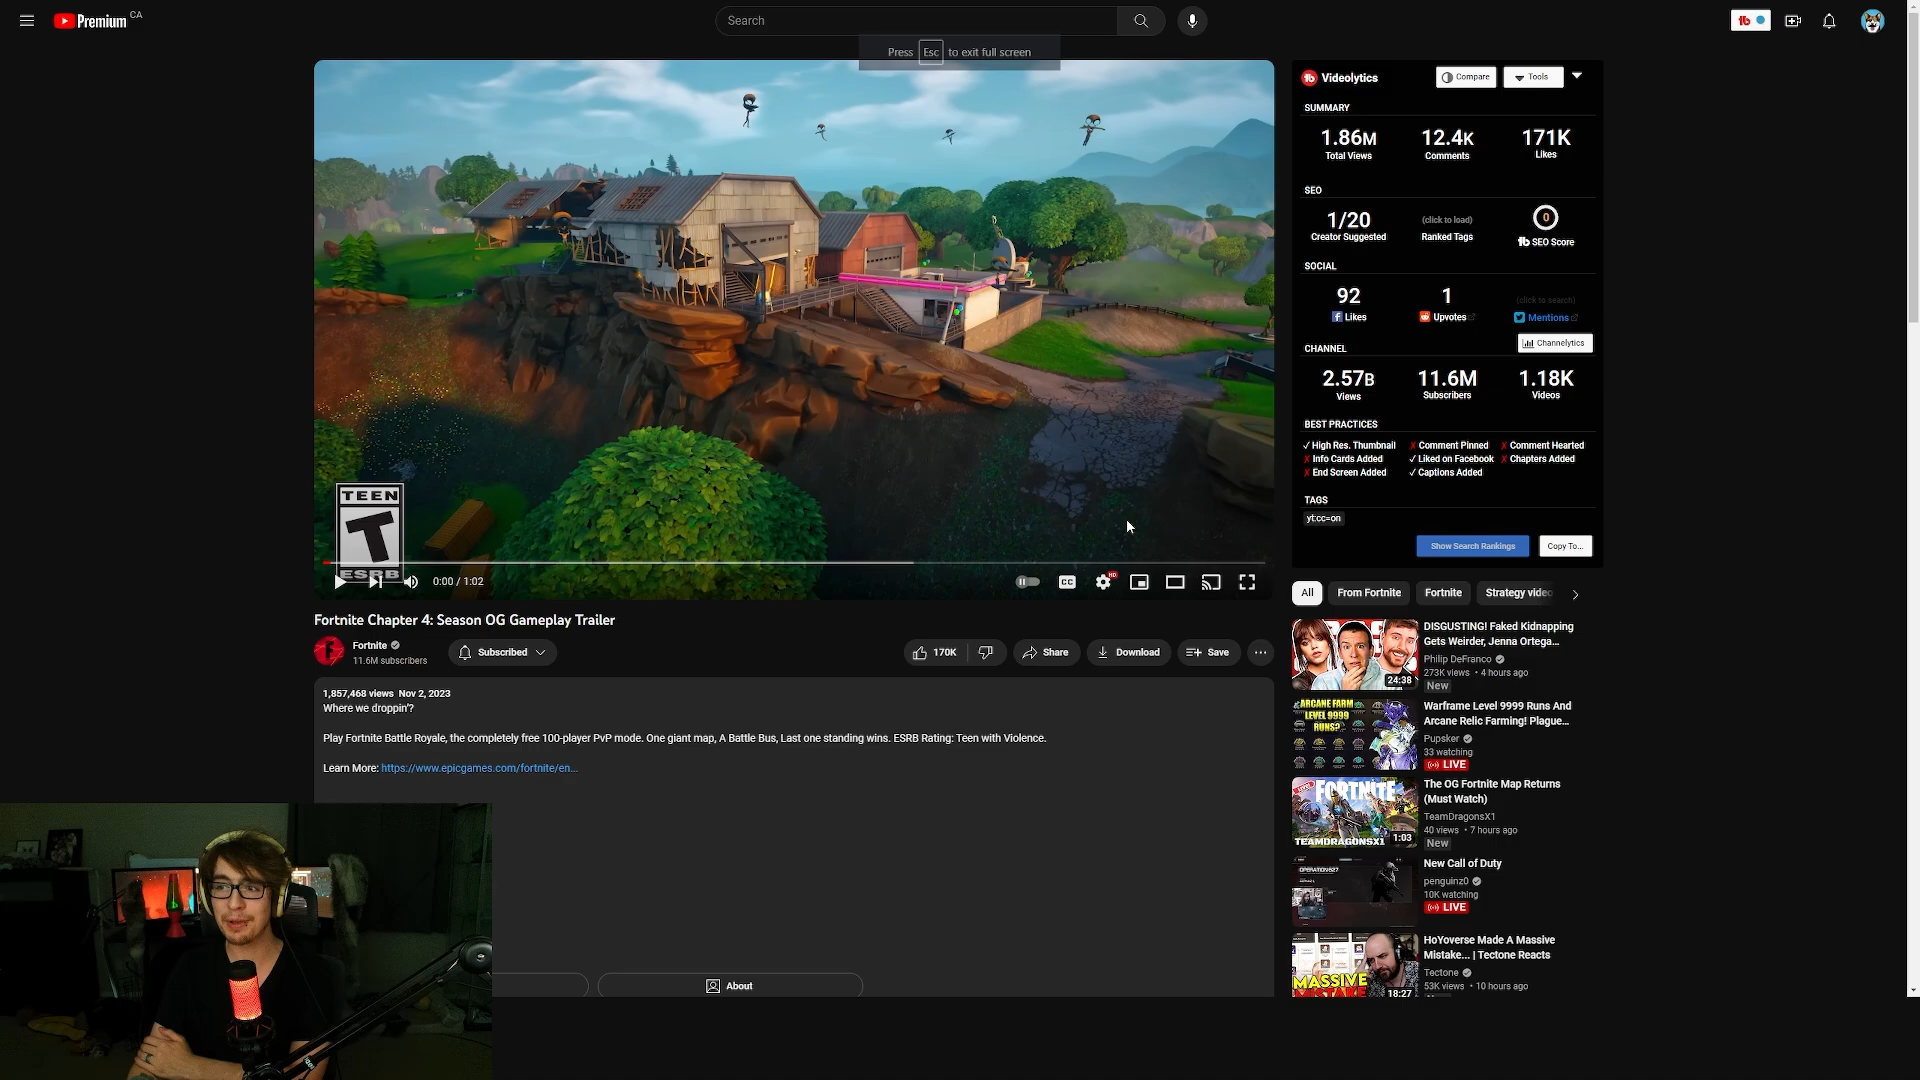 Premium CA
Search
Press Esc to exit full screen
TEEN
T
ESRB
0:00 / 1:02
CC
HD
Fortnite Chapter 4: Season OG Gameplay Trailer
Fortnite
11.6M subscribers
Subscribed
170K
Share
Download
Save
1,857,468 views Nov 2, 2023
Where we droppin'?
Play Fortnite Battle Royale, the completely free 100-player PvP mode. One giant map, A Battle Bus, Last one standing wins. ESRB Rating: Teen with Violence.
Learn More: https://www.epicgames.com/fortnite/en...
About
tb
Videolytics
Compare
Tools
SUMMARY
1.86M 12.4K 171K
Total Views Comments Likes
SEO
1/20 (click to load) 0
Creator Suggested Ranked Tags tb SEO Score
SOCIAL
92 1 (click to search)
Likes Upvotes Mentions
CHANNEL
Channelytics
2.57B 11.6M 1.18K
Views Subscribers Videos
BEST PRACTICES
✓ High Res. Thumbnail ✗ Comment Pinned ✗ Comment Hearted
✗ Info Cards Added ✓ Liked on Facebook ✗ Chapters Added
✗ End Screen Added ✓ Captions Added
TAGS
yt:cc=on
Show Search Rankings
Copy To...
All
From Fortnite
Fortnite
Strategy video
24:38
DISGUSTING! Faked Kidnapping
Gets Weirder, Jenna Ortega...
Philip DeFranco
273K views • 4 hours ago
New
ARCANE FARM
LEVEL 9999
RUNS?
Warframe Level 9999 Runs And
Arcane Relic Farming! Plague...
Pupsker
33 watching
LIVE
FORTNITE
TEAMDRAGONSX1
1:03
The OG Fortnite Map Returns
(Must Watch)
TeamDragonsX1
40 views • 7 hours ago
New
New Call of Duty
penguinz0
10K watching
LIVE
MASSIVE
MISTAKE
18:27
HoYoverse Made A Massive
Mistake... | Tectone Reacts
Tectone
53K views • 10 hours ago